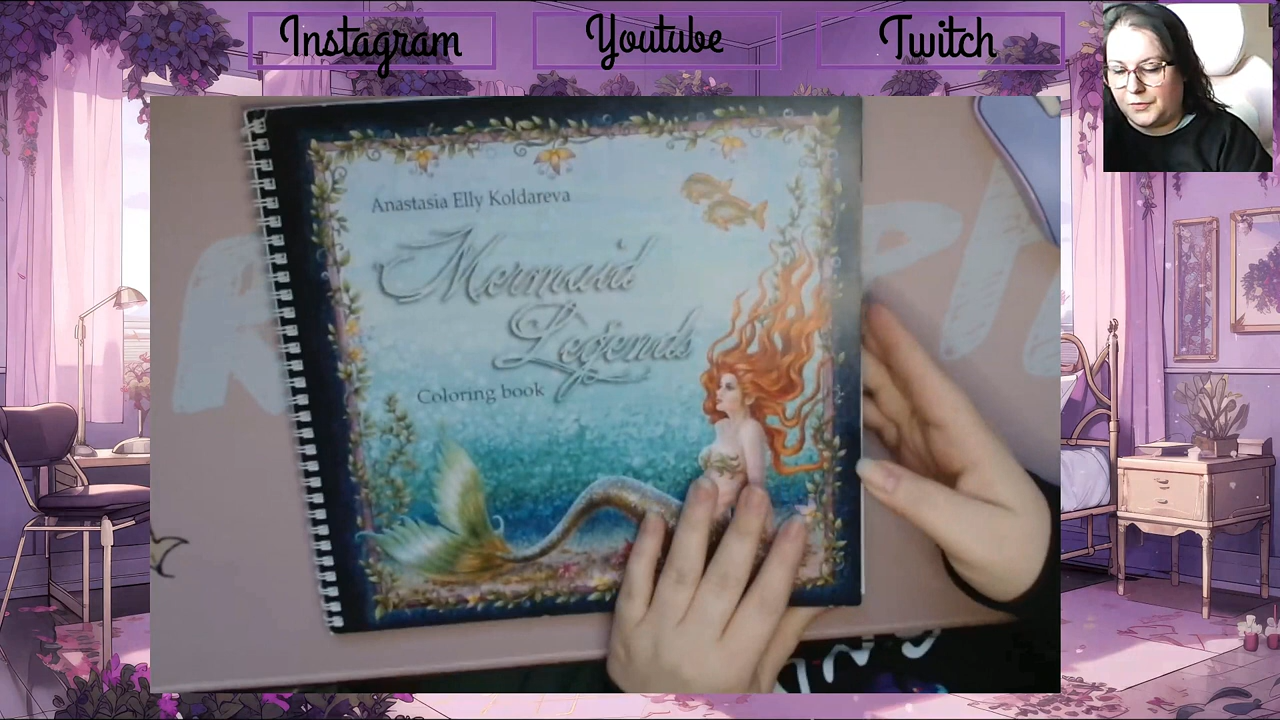 Instagram
Youtube
Twitch
Anastasia Elly Koldareva
Mermaid
Legends
Coloring book